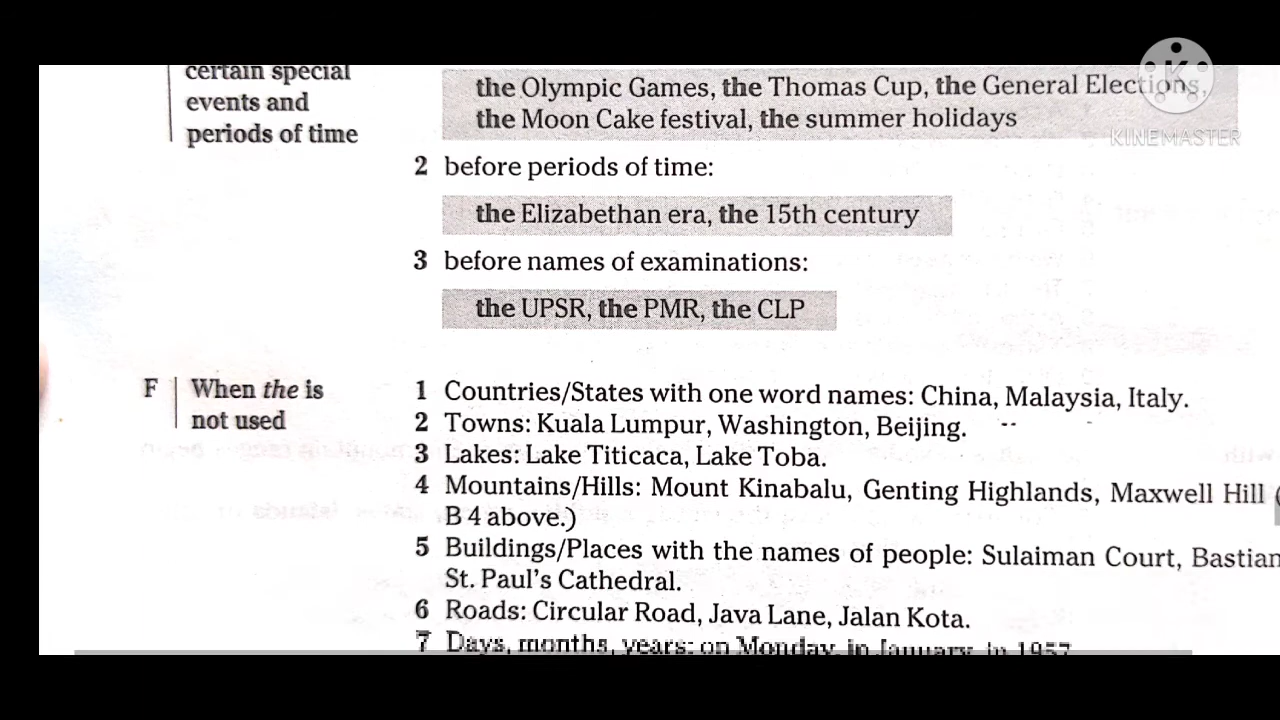 certain special
events and
periods of time
the Olympic Games, the Thomas Cup, the General Elections,
the Moon Cake festival, the summer holidays
2 before periods of time:
the Elizabethan era, the 15th century
3 before names of examinations:
the UPSR, the PMR, the CLP
F When the is
not used
1 Countries/States with one word names: China, Malaysia, Italy.
2 Towns: Kuala Lumpur, Washington, Beijing.
3 Lakes: Lake Titicaca, Lake Toba.
4 Mountains/Hills: Mount Kinabalu, Genting Highlands, Maxwell Hill (
B 4 above.)
5 Buildings/Places with the names of people: Sulaiman Court, Bastian
St. Paul's Cathedral.
6 Roads: Circular Road, Java Lane, Jalan Kota.
7 Days, months, years: on Monday, in January, in 1957
KINEMASTER